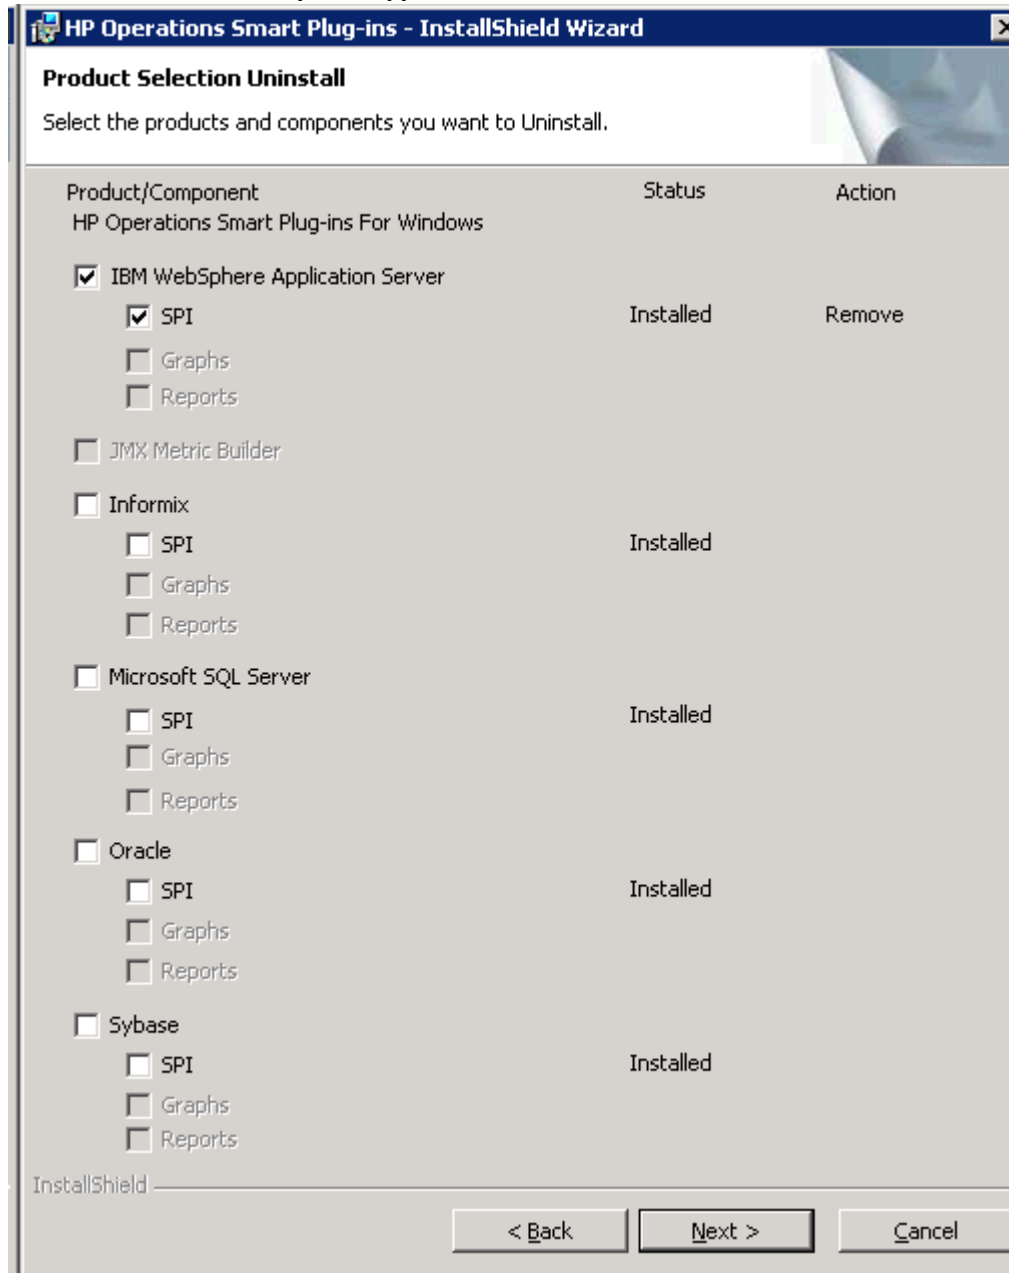 HP Operations Smart Plug-ins - InstallShield Wizard
Product Selection Uninstall
Select the products and components you want to Uninstall.
Product/Component Status Action
HP Operations Smart Plug-ins For Windows
IBM WebSphere Application Server
SPI Installed Remove
Graphs
Reports
JMX Metric Builder
Informix
SPI Installed
Graphs
Reports
Microsoft SQL Server
SPI Installed
Graphs
Reports
Oracle
SPI Installed
Graphs
Reports
Sybase
SPI Installed
Graphs
Reports
InstallShield
< Back Next > Cancel